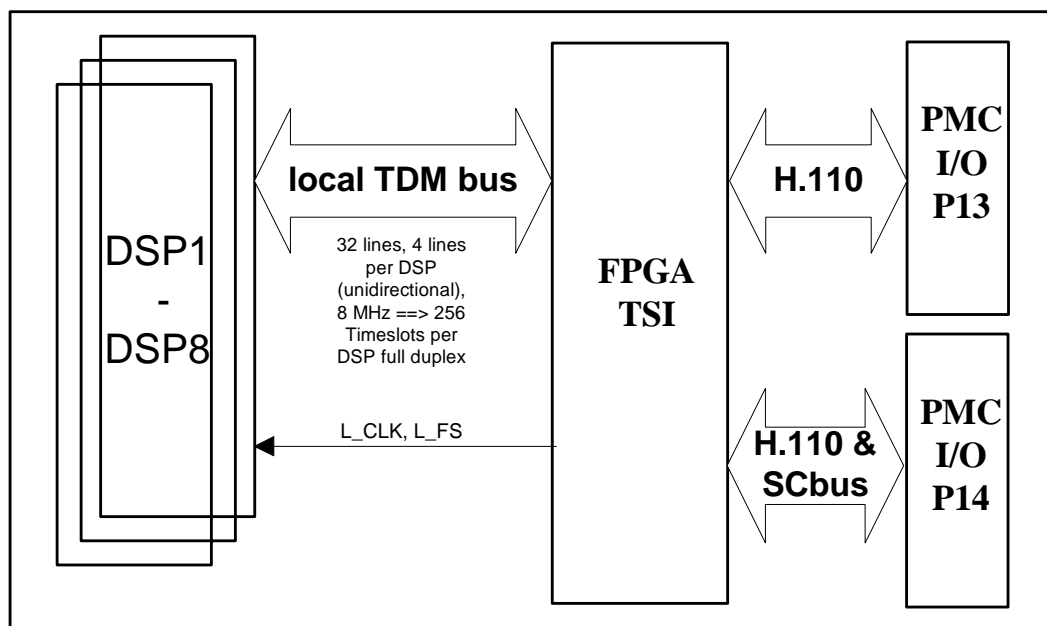 DSP1
-
DSP8
local TDM bus
32 lines, 4 lines
per DSP
(unidirectional),
8 MHz ==> 256
Timeslots per
DSP full duplex
L_CLK, L_FS
FPGA
TSI
H.110
PMC
I/O
P13
H.110 &
SCbus
PMC
I/O
P14